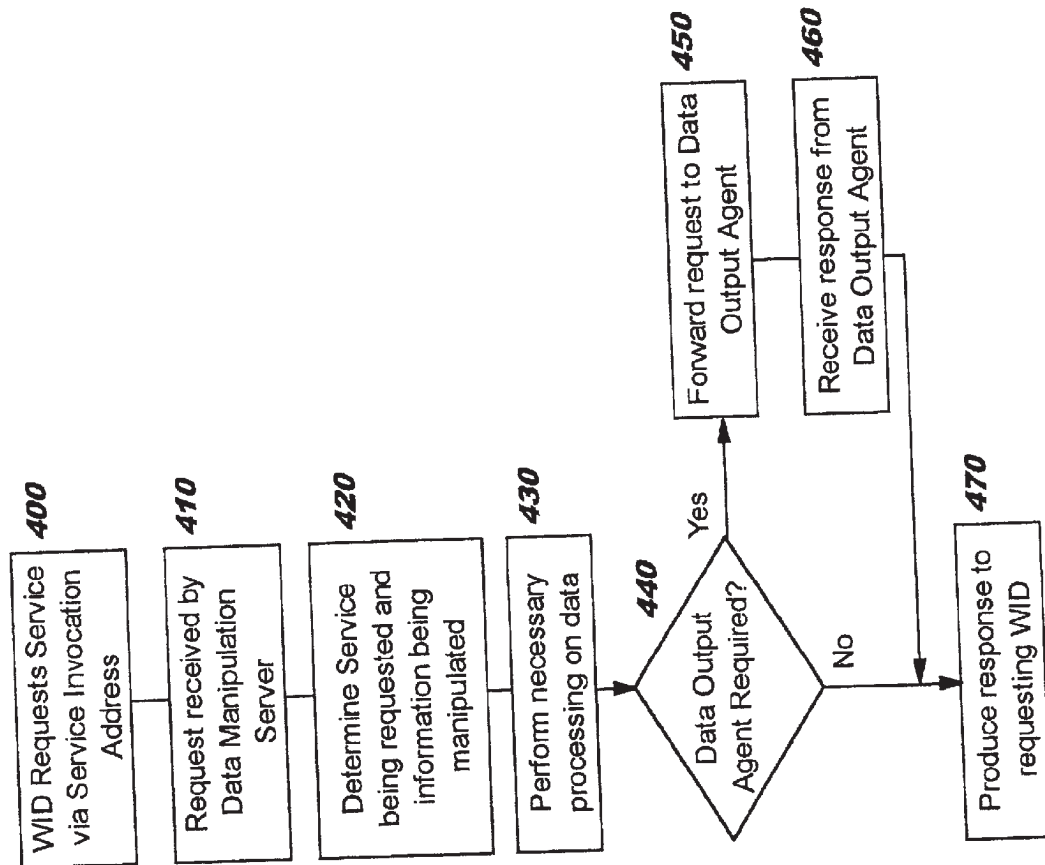 400
WID Requests Service
via Service Invocation
Address
410
Request received by
Data Manipulation
Server
420
Determine Service
being requested and
information being
manipulated
430
Perform necessary
processing on data
440
Data Output
Agent Required?
Yes
No
450
Forward request to Data
Output Agent
460
Receive response from
Data Output Agent
470
Produce response to
requesting WID